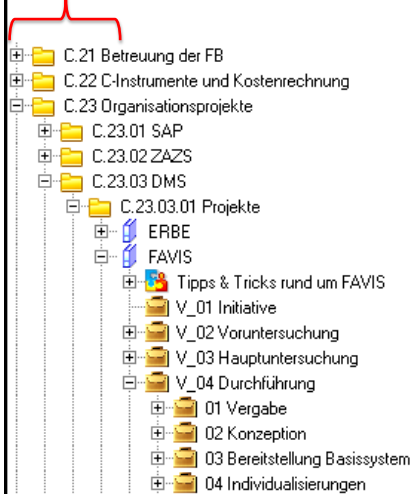 C.21 Betreuung der FB
C.22 C-Instrumente und Kostenrechnung
C.23 Organisationsprojekte
C.23.01 SAP
C.23.02 ZAZS
C.23.03 DMS
C.23.03.01 Projekte
ERBE
FAVIS
Tipps & Tricks rund um FAVIS
V_01 Initiative
V_02 Voruntersuchung
V_03 Hauptuntersuchung
V_04 Durchführung
01 Vergabe
02 Konzeption
03 Bereitstellung Basissystem
04 Individualisierungen